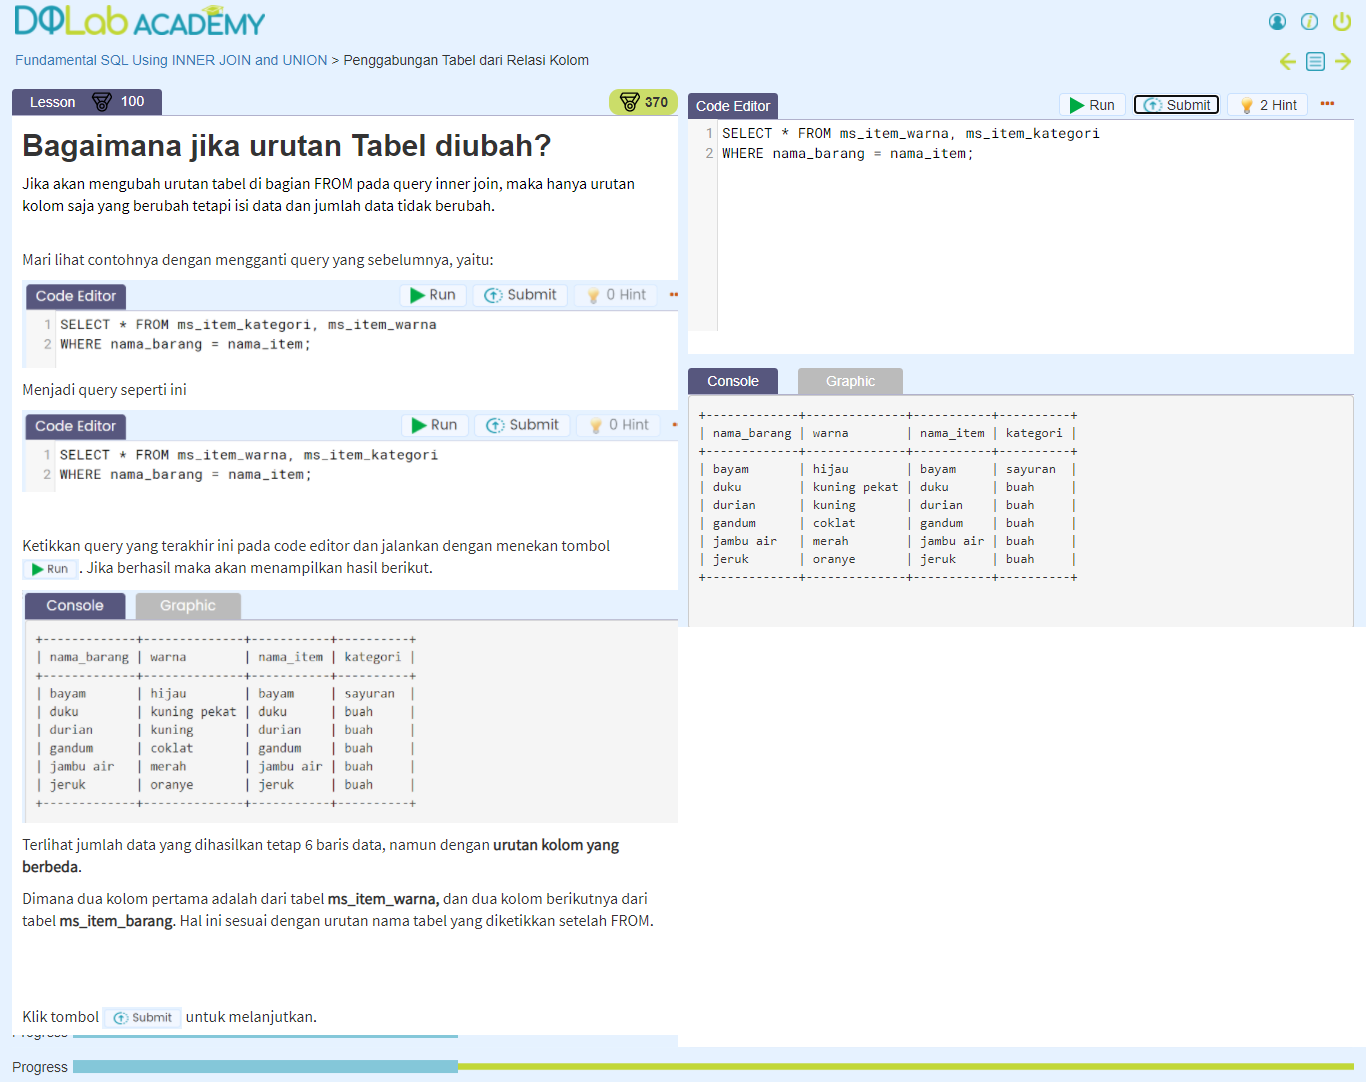 DQLab ACADEMY
Fundamental SQL Using INNER JOIN and UNION > Penggabungan Tabel dari Relasi Kolom
Lesson 100
370
Bagaimana jika urutan Tabel diubah?
Jika akan mengubah urutan tabel di bagian FROM pada query inner join, maka hanya urutan
kolom saja yang berubah tetapi isi data dan jumlah data tidak berubah.
Mari lihat contohnya dengan mengganti query yang sebelumnya, yaitu:
Code Editor Run Submit 0 Hint
1 SELECT * FROM ms_item_kategori, ms_item_warna
2 WHERE nama_barang = nama_item;
Menjadi query seperti ini
Code Editor Run Submit 0 Hint
1 SELECT * FROM ms_item_warna, ms_item_kategori
2 WHERE nama_barang = nama_item;
Ketikkan query yang terakhir ini pada code editor dan jalankan dengan menekan tombol
Run . Jika berhasil maka akan menampilkan hasil berikut.
Console Graphic
+-------------+--------------+-----------+----------+
| nama_barang | warna | nama_item | kategori |
+-------------+--------------+-----------+----------+
| bayam | hijau | bayam | sayuran |
| duku | kuning pekat | duku | buah |
| durian | kuning | durian | buah |
| gandum | coklat | gandum | buah |
| jambu air | merah | jambu air | buah |
| jeruk | oranye | jeruk | buah |
+-------------+--------------+-----------+----------+
Terlihat jumlah data yang dihasilkan tetap 6 baris data, namun dengan urutan kolom yang
berbeda.
Dimana dua kolom pertama adalah dari tabel ms_item_warna, dan dua kolom berikutnya dari
tabel ms_item_barang. Hal ini sesuai dengan urutan nama tabel yang diketikkan setelah FROM.
Klik tombol Submit untuk melanjutkan.
Progress
Progress
Code Editor Run Submit 2 Hint
1 SELECT * FROM ms_item_warna, ms_item_kategori
2 WHERE nama_barang = nama_item;
Console Graphic
+-------------+--------------+-----------+----------+
| nama_barang | warna | nama_item | kategori |
+-------------+--------------+-----------+----------+
| bayam | hijau | bayam | sayuran |
| duku | kuning pekat | duku | buah |
| durian | kuning | durian | buah |
| gandum | coklat | gandum | buah |
| jambu air | merah | jambu air | buah |
| jeruk | oranye | jeruk | buah |
+-------------+--------------+-----------+----------+